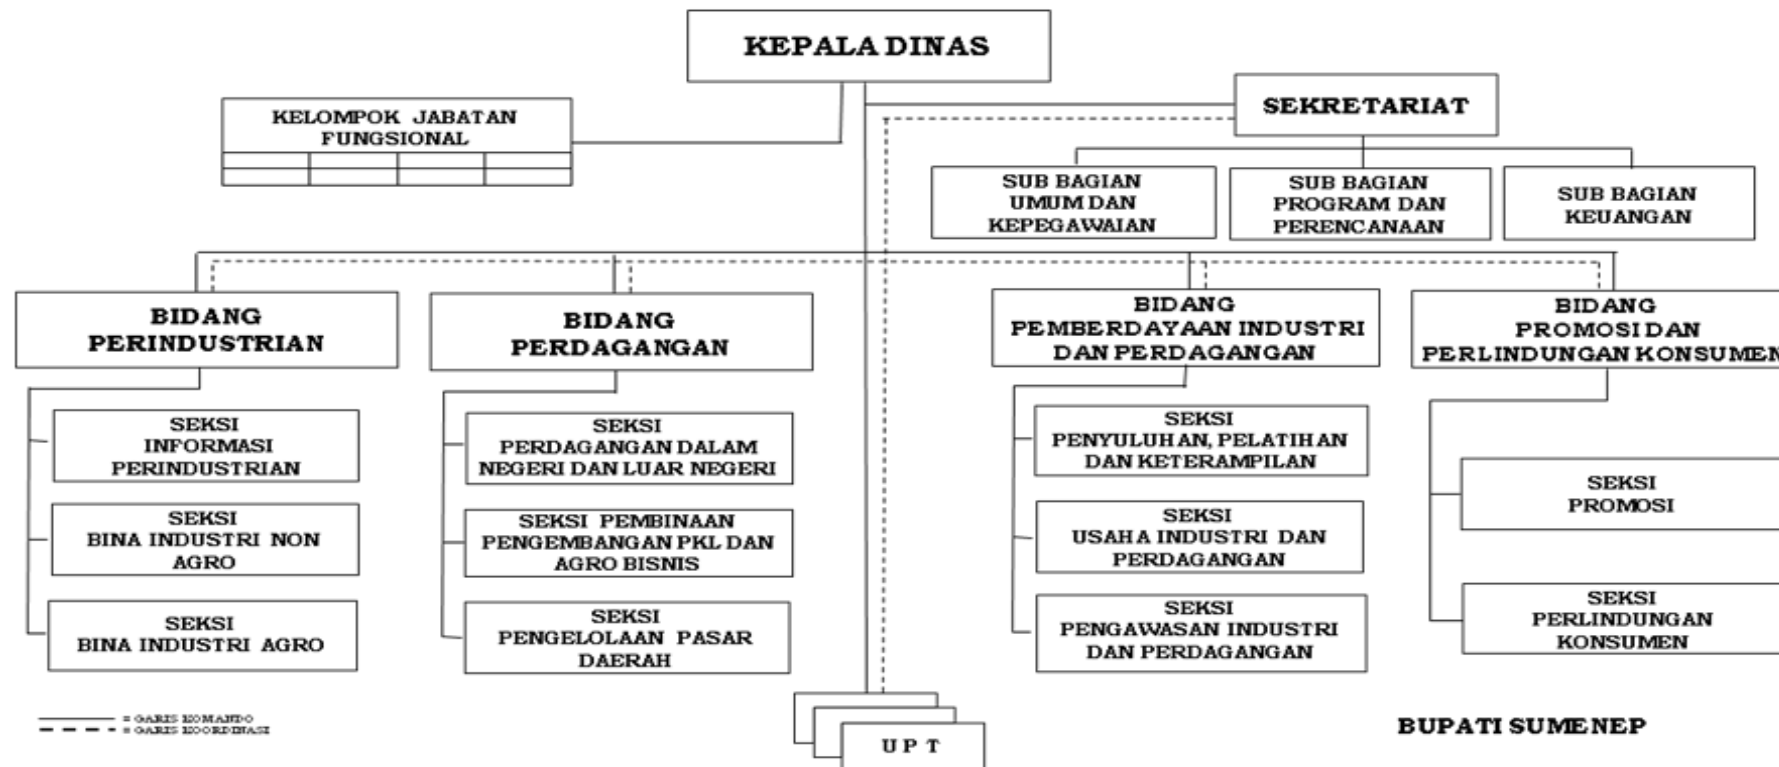 KEPALA DINAS
SEKRETARIAT
KELOMPOK JABATAN
FUNGSIONAL
SUB BAGIAN
UMUM DAN
KEPEGAWAIAN
SUB BAGIAN
PROGRAM DAN
PERENCANAAN
SUB BAGIAN
KEUANGAN
BIDANG
PERINDUSTRIAN
BIDANG
PERDAGANGAN
BIDANG
PEMBERDAYAAN INDUSTRI
DAN PERDAGANGAN
BIDANG
PROMOSI DAN
PERLINDUNGAN KONSUMEN
SEKSI
INFORMASI
PERINDUSTRIAN
SEKSI
BINA INDUSTRI NON
AGRO
SEKSI
BINA INDUSTRI AGRO
SEKSI
PERDAGANGAN DALAM
NEGERI DAN LUAR NEGERI
SEKSI PEMBINAAN
PENGEMBANGAN PKL DAN
AGRO BISNIS
SEKSI
PENGELOLAAN PASAR
DAERAH
SEKSI
PENYULUHAN, PELATIHAN
DAN KETERAMPILAN
SEKSI
USAHA INDUSTRI DAN
PERDAGANGAN
SEKSI
PENGAWASAN INDUSTRI
DAN PERDAGANGAN
SEKSI
PROMOSI
SEKSI
PERLINDUNGAN
KONSUMEN
= GARIS KOMANDO
= GARIS KOORDINASI
U P T
BUPATI SUMENEP